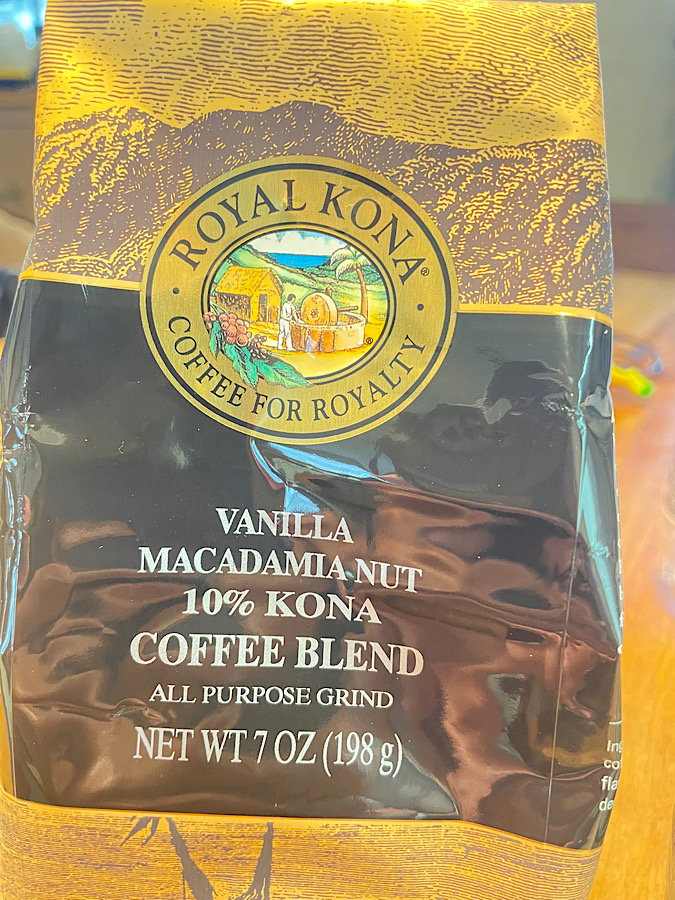 ROYAL KONA®
COFFEE FOR ROYALTY
®
VANILLA
MACADAMIA NUT
10% KONA
COFFEE BLEND
ALL PURPOSE GRIND
NET WT 7 OZ (198 g)